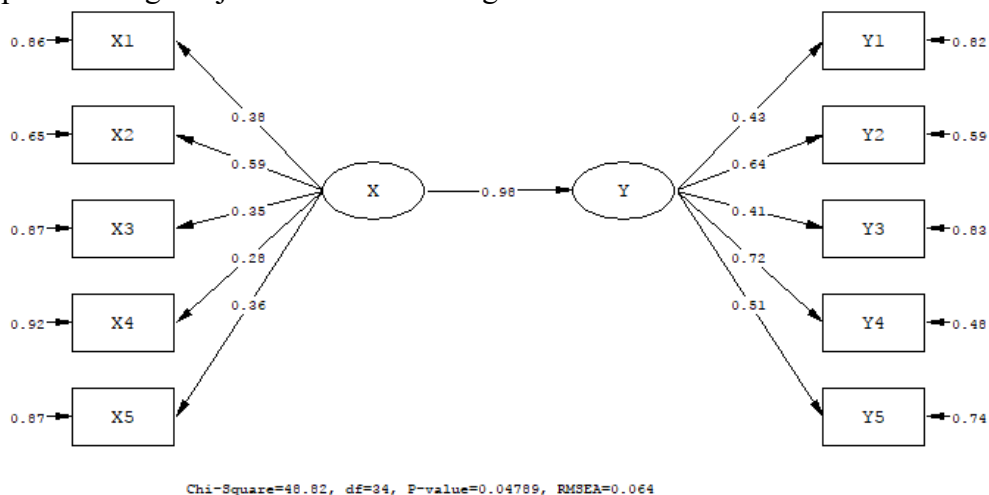 0.86 X1 Y1 0.82
0.38 0.43
0.65 X2 Y2 0.59
0.59 0.64
X 0.98 Y
0.87 X3 0.35 0.41 Y3 0.83
0.28 0.72
0.92 X4 0.36 0.51 Y4 0.48
0.87 X5 Y5 0.74
Chi-Square=48.82, df=34, P-value=0.04789, RMSEA=0.064